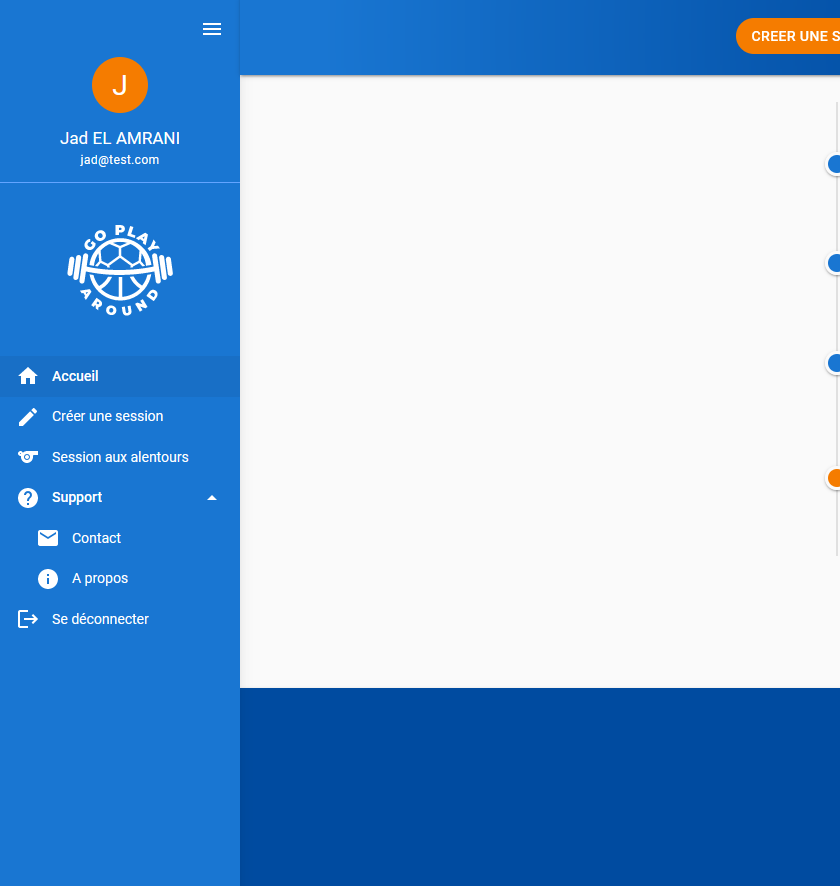 J
Jad EL AMRANI
jad@test.com
GO PLAY
AROUND
Accueil
Créer une session
Session aux alentours
Support
Contact
A propos
Se déconnecter
CREER UNE S